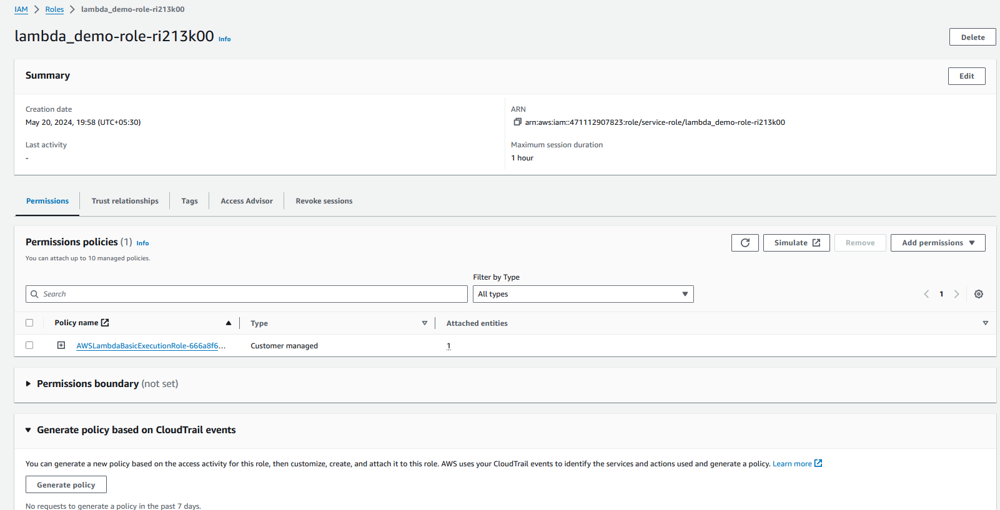 IAM > Roles > lambda_demo-role-ri213k00
lambda_demo-role-ri213k00 Info
Delete
Summary
Edit
Creation date
May 20, 2024, 19:58 (UTC+05:30)
ARN
arn:aws:iam::471112907823:role/service-role/lambda_demo-role-ri213k00
Last activity
-
Maximum session duration
1 hour
Permissions Trust relationships Tags Access Advisor Revoke sessions
Permissions policies (1) Info
You can attach up to 10 managed policies.
Simulate Remove Add permissions
Filter by Type
Search
All types
1
Policy name Type Attached entities
AWSLambdaBasicExecutionRole-666a8f6... Customer managed 1
Permissions boundary (not set)
Generate policy based on CloudTrail events
You can generate a new policy based on the access activity for this role, then customize, create, and attach it to this role. AWS uses your CloudTrail events to identify the services and actions used and generate a policy. Learn more
Generate policy
No requests to generate a policy in the past 7 days.